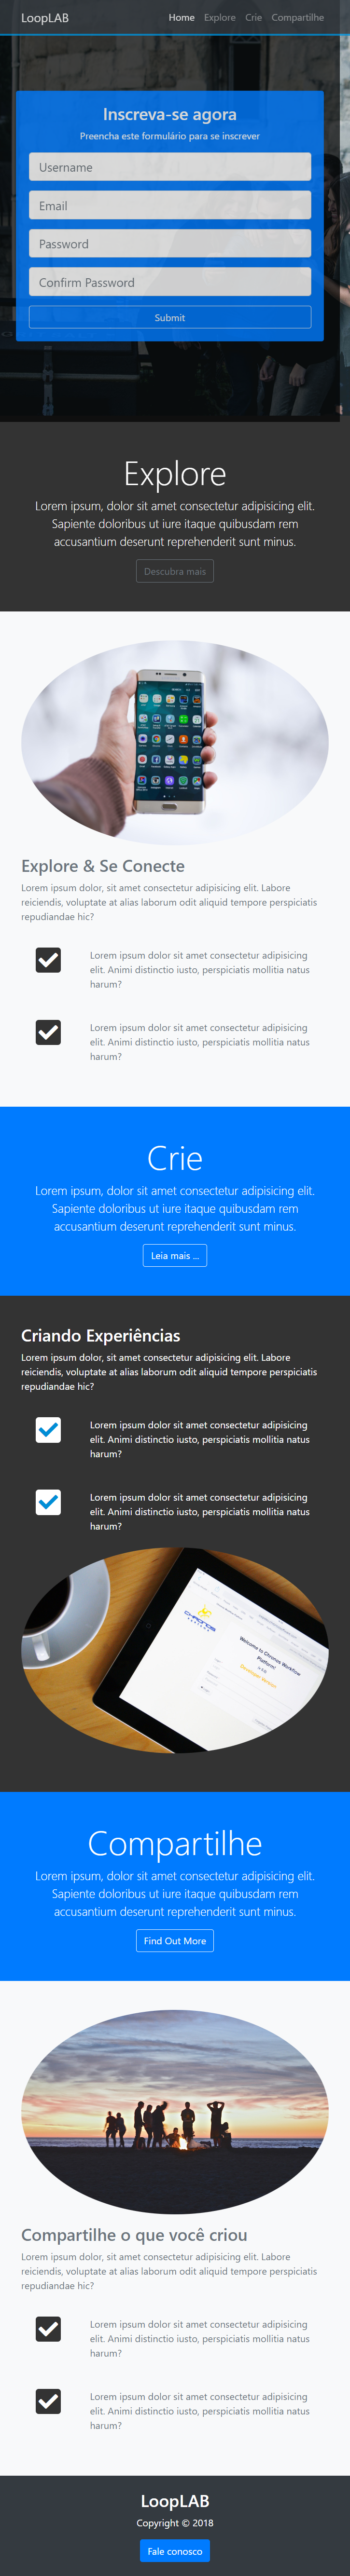 LoopLAB
Home Explore Crie Compartilhe
Inscreva-se agora
Preencha este formulário para se inscrever
Username
Email
Password
Confirm Password
Submit
Explore
Lorem ipsum, dolor sit amet consectetur adipisicing elit.
Sapiente doloribus ut iure itaque quibusdam rem
accusantium deserunt reprehenderit sunt minus.
Descubra mais
Explore & Se Conecte
Lorem ipsum dolor, sit amet consectetur adipisicing elit. Labore
reiciendis, voluptate at alias laborum odit aliquid tempore perspiciatis
repudiandae hic?
Lorem ipsum dolor sit amet consectetur adipisicing
elit. Animi distinctio iusto, perspiciatis mollitia natus
harum?
Lorem ipsum dolor sit amet consectetur adipisicing
elit. Animi distinctio iusto, perspiciatis mollitia natus
harum?
Crie
Lorem ipsum, dolor sit amet consectetur adipisicing elit.
Sapiente doloribus ut iure itaque quibusdam rem
accusantium deserunt reprehenderit sunt minus.
Leia mais ...
Criando Experiências
Lorem ipsum dolor, sit amet consectetur adipisicing elit. Labore
reiciendis, voluptate at alias laborum odit aliquid tempore perspiciatis
repudiandae hic?
Lorem ipsum dolor sit amet consectetur adipisicing
elit. Animi distinctio iusto, perspiciatis mollitia natus
harum?
Lorem ipsum dolor sit amet consectetur adipisicing
elit. Animi distinctio iusto, perspiciatis mollitia natus
harum?
CHRONOS
Welcome to Chronos Workflow
Platform!
Developer Version
Compartilhe
Lorem ipsum, dolor sit amet consectetur adipisicing elit.
Sapiente doloribus ut iure itaque quibusdam rem
accusantium deserunt reprehenderit sunt minus.
Find Out More
Compartilhe o que você criou
Lorem ipsum dolor, sit amet consectetur adipisicing elit. Labore
reiciendis, voluptate at alias laborum odit aliquid tempore perspiciatis
repudiandae hic?
Lorem ipsum dolor sit amet consectetur adipisicing
elit. Animi distinctio iusto, perspiciatis mollitia natus
harum?
Lorem ipsum dolor sit amet consectetur adipisicing
elit. Animi distinctio iusto, perspiciatis mollitia natus
harum?
LoopLAB
Copyright © 2018
Fale conosco